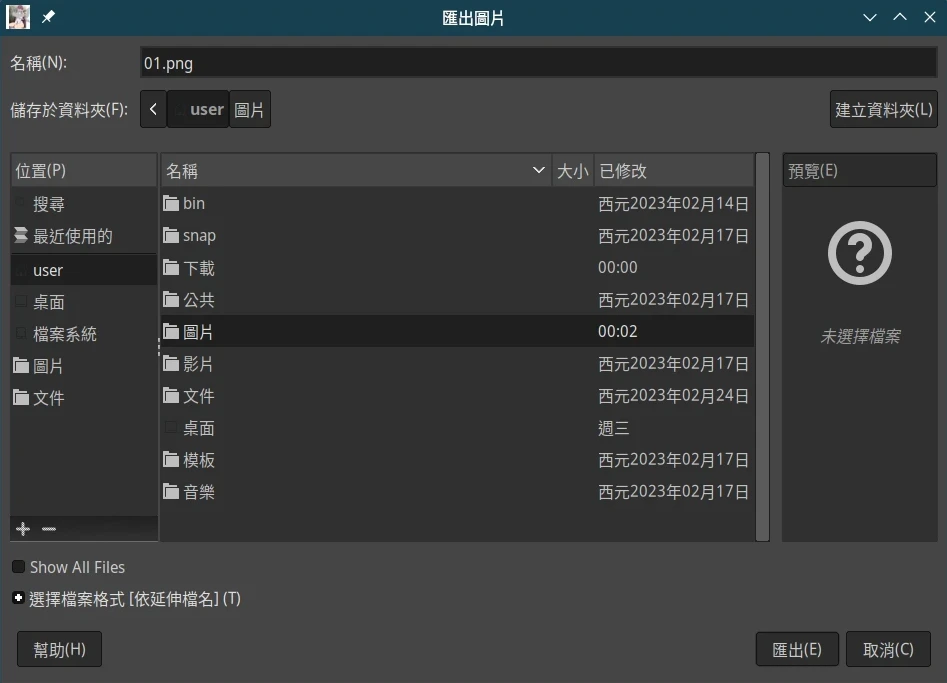 匯出圖片
名稱(N):
01.png
儲存於資料夾(F):
user
圖片
建立資料夾(L)
位置(P)
搜尋
最近使用的
user
桌面
檔案系統
圖片
文件
名稱 大小 已修改
bin 西元2023年02月14日
snap 西元2023年02月17日
下載 00:00
公共 西元2023年02月17日
圖片 00:02
影片 西元2023年02月17日
文件 西元2023年02月24日
桌面 週三
模板 西元2023年02月17日
音樂 西元2023年02月17日
預覽(E)
未選擇檔案
Show All Files
選擇檔案格式 [依延伸檔名] (T)
幫助(H)
匯出(E)
取消(C)